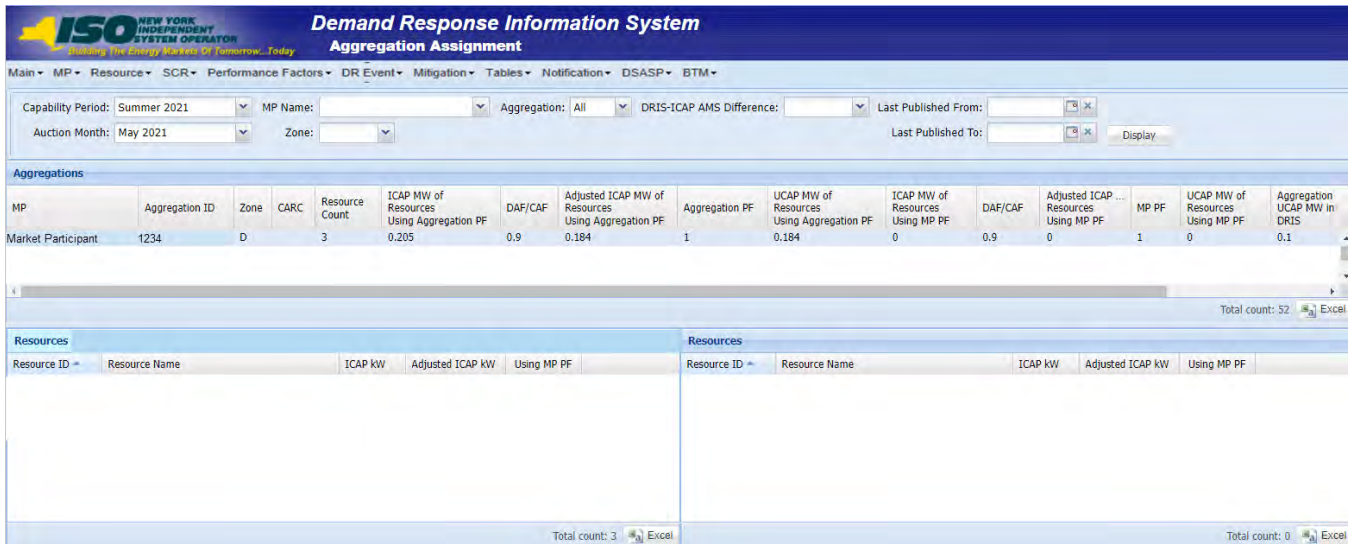 NEW YORK
INDEPENDENT
SYSTEM OPERATOR
ISO
Building The Energy Markets Of Tomorrow...Today
Demand Response Information System
Aggregation Assignment
Main MP Resource SCR Performance Factors DR Event Mitigation Tables Notification DSASP BTM
Capability Period: Summer 2021 MP Name: Aggregation: All DRIS-ICAP AMS Difference: Last Published From:
Auction Month: May 2021 Zone: Last Published To: Display
Aggregations
MP Aggregation ID Zone CARC Resource Count ICAP MW of Resources Using Aggregation PF DAF/CAF Adjusted ICAP MW of Resources Using Aggregation PF Aggregation PF UCAP MW of Resources Using Aggregation PF ICAP MW of Resources Using MP PF DAF/CAF Adjusted ICAP ... Resources Using MP PF MP PF UCAP MW of Resources Using MP PF Aggregation UCAP MW in DRIS
Market Participant 1234 D 3 0.205 0.9 0.184 1 0.184 0 0.9 0 1 0 0.1
Total count: 52 Excel
Resources
Resource ID Resource Name ICAP kW Adjusted ICAP kW Using MP PF
Total count: 3 Excel
Resources
Resource ID Resource Name ICAP kW Adjusted ICAP kW Using MP PF
Total count: 0 Excel